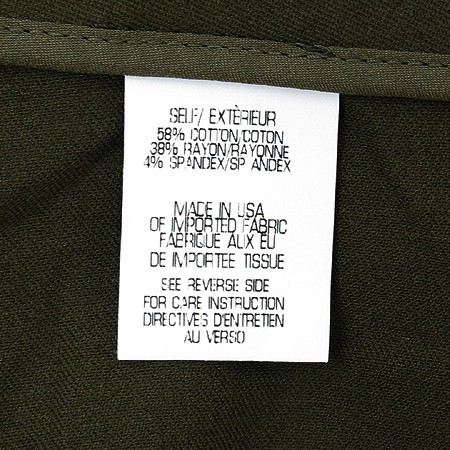 SELF/ EXTÈRIEUR
58% COTTON/COTON
38% RAYON/RAYONNE
4% SPANDEX/SP ANDEX
MADE IN USA
OF IMPORTED FABRIC
FABRIQUE AUX EU
DE IMPORTEE TISSUE
SEE REVERSE SIDE
FOR CARE INSTRUCTION
DIRECTIVES D'ENTRETIEN
AU VERSO